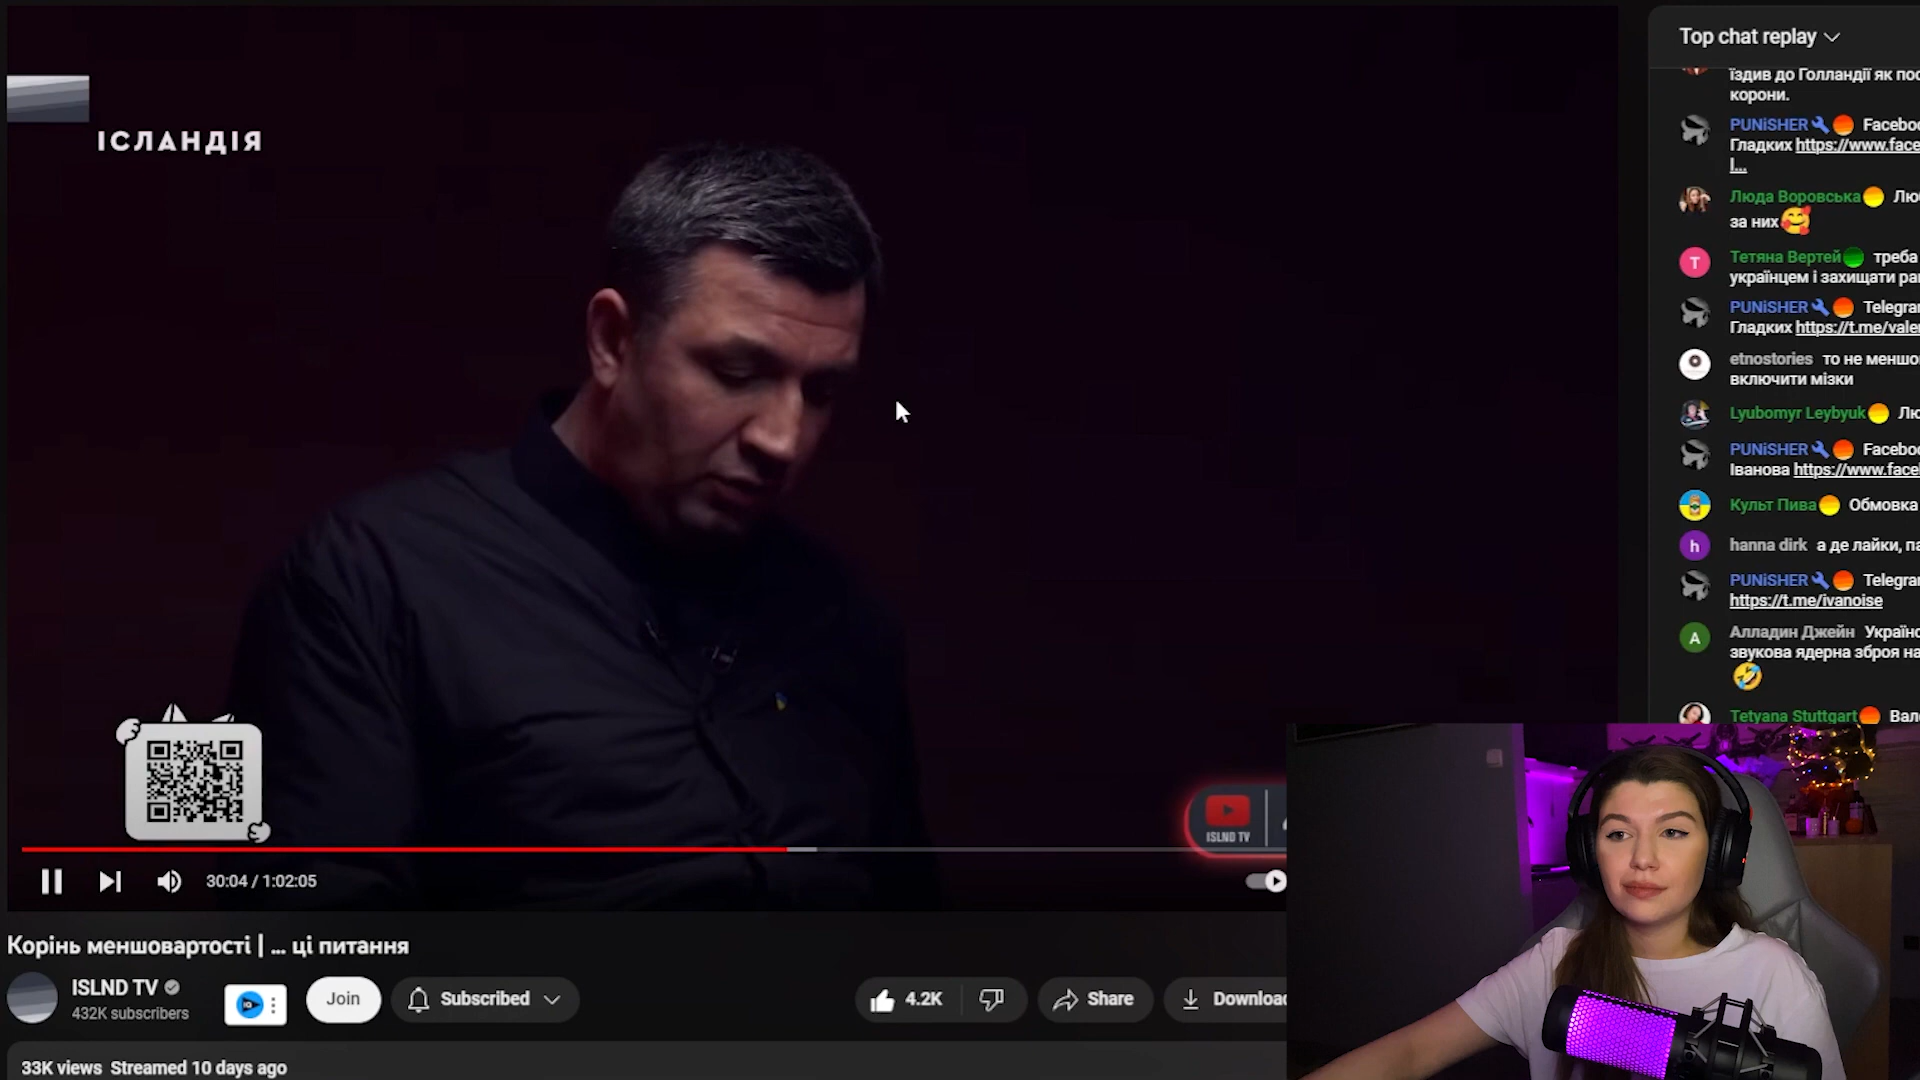 Top chat replay
їздив до Голландії як пос
корони.
PUNiSHER Facebo
Гладких https://www.face
l...
Люда Воровська Лю
за них
Тетяна Вертей треба
українцем і захищати ра
PUNiSHER Telegra
Гладких https://t.me/vale
etnostories то не меншо
включити мізки
Lyubomyr Leybyuk Лю
PUNiSHER Facebo
Іванова https://www.face
Культ Пива Обмовка
hanna dirk а де лайки, па
PUNiSHER Telegra
https://t.me/ivanoise
Алладин Джейн Україно
звукова ядерна зброя на
Tetyana Stuttgart Вал
ІСЛАНДІЯ
ISLND TV
30:04 / 1:02:05
Корінь меншовартості | ... ці питання
ISLND TV
432K subscribers
Join
Subscribed
4.2K
Share
Download
33K views Streamed 10 days ago